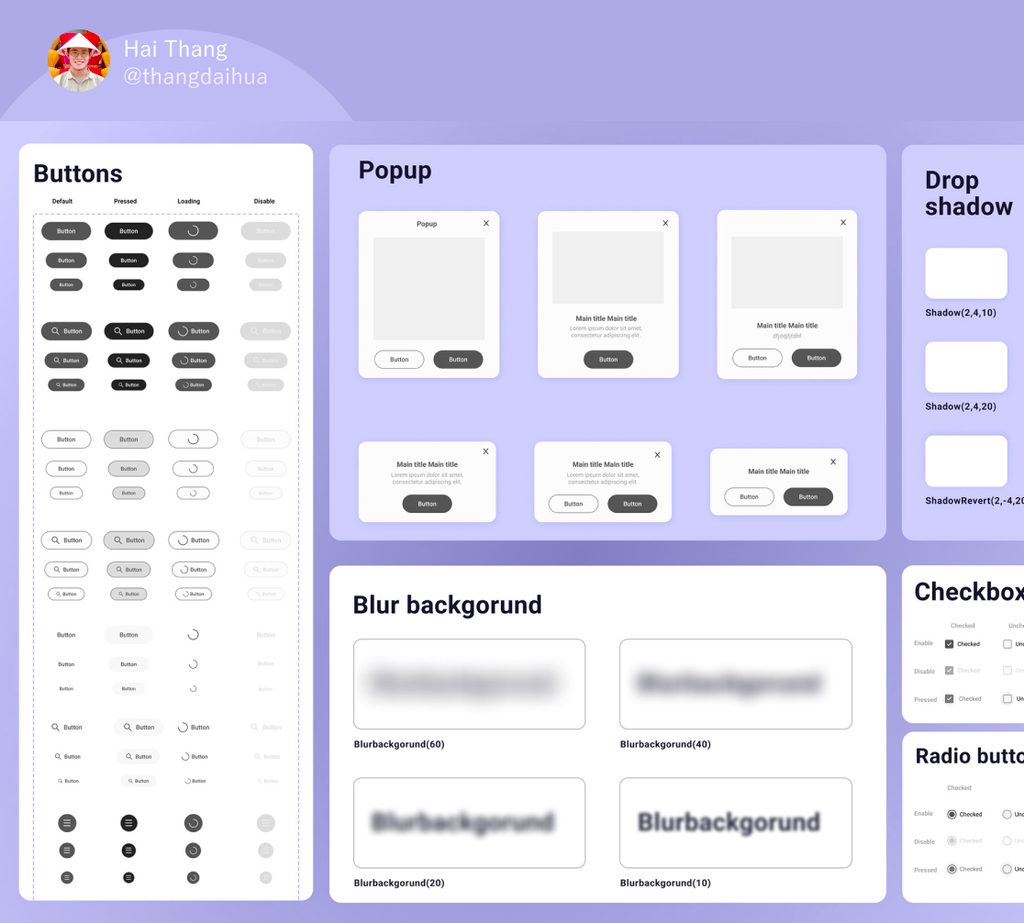 Hai Thang
@thangdaihua
Buttons
Default Pressed Loading Disable
Button Button Button
Button Button Button
Button Button Button
Button Button Button Button
Button Button Button Button
Button Button Button Button
Button Button Button
Button Button Button
Button Button Button
Button Button Button Button
Button Button Button Button
Button Button Button Button
Button Button Button
Button Button Button
Button Button Button
Button Button Button Button
Button Button Button Button
Button Button Button Button
Popup
Popup X
Button Button
X
Main title Main title
Lorem ipsum dolor sit amet,
consectetur adipiscing elit.
Button
X
Main title Main title
Button Button
X
Main title Main title
Lorem ipsum dolor sit amet,
consectetur adipiscing elit.
Button
X
Main title Main title
Lorem ipsum dolor sit amet,
consectetur adipiscing elit.
Button Button
X
Main title Main title
Button Button
Blur backgorund
Blurbackgorund(60)
Blurbackgorund(40)
Blurbackgorund
Blurbackgorund(20)
Blurbackgorund
Blurbackgorund(10)
Drop
shadow
Shadow(2,4,10)
Shadow(2,4,20)
ShadowRevert(2,-4,20
Checkbox
Checked Unche
Enable Checked Unc
Disable Checked Unc
Pressed Checked Un
Radio butto
Checked
Enable Checked Unc
Disable Checked Unc
Pressed Checked Unc